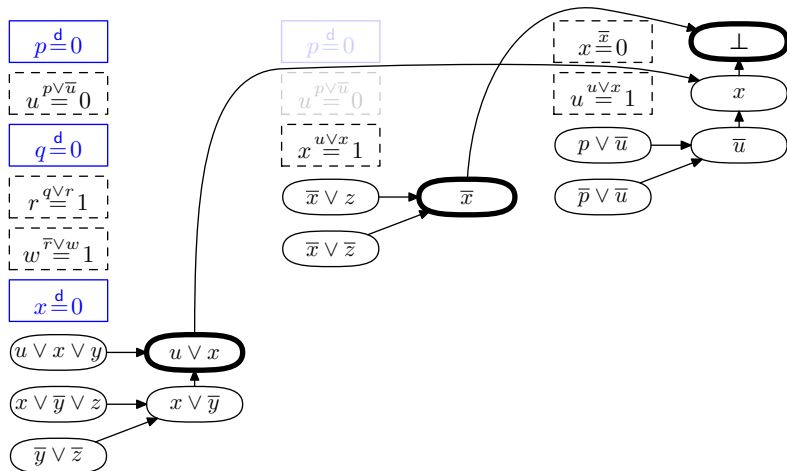 p =ᵈ 0
u =^{p∨u̅} 0
q =ᵈ 0
r =^{q∨r} 1
w =^{r̅∨w} 1
x =ᵈ 0
u ∨ x ∨ y
u ∨ x
x ∨ y̅ ∨ z
x ∨ y̅
y̅ ∨ z̅
p =ᵈ 0
u =^{p∨u̅} 0
x =^{u∨x} 1
x̅ ∨ z
x̅
x̅ ∨ z̅
x =^{x̅} 0
⊥
u =^{u∨x} 1
x
p ∨ u̅
u̅
p̅ ∨ u̅